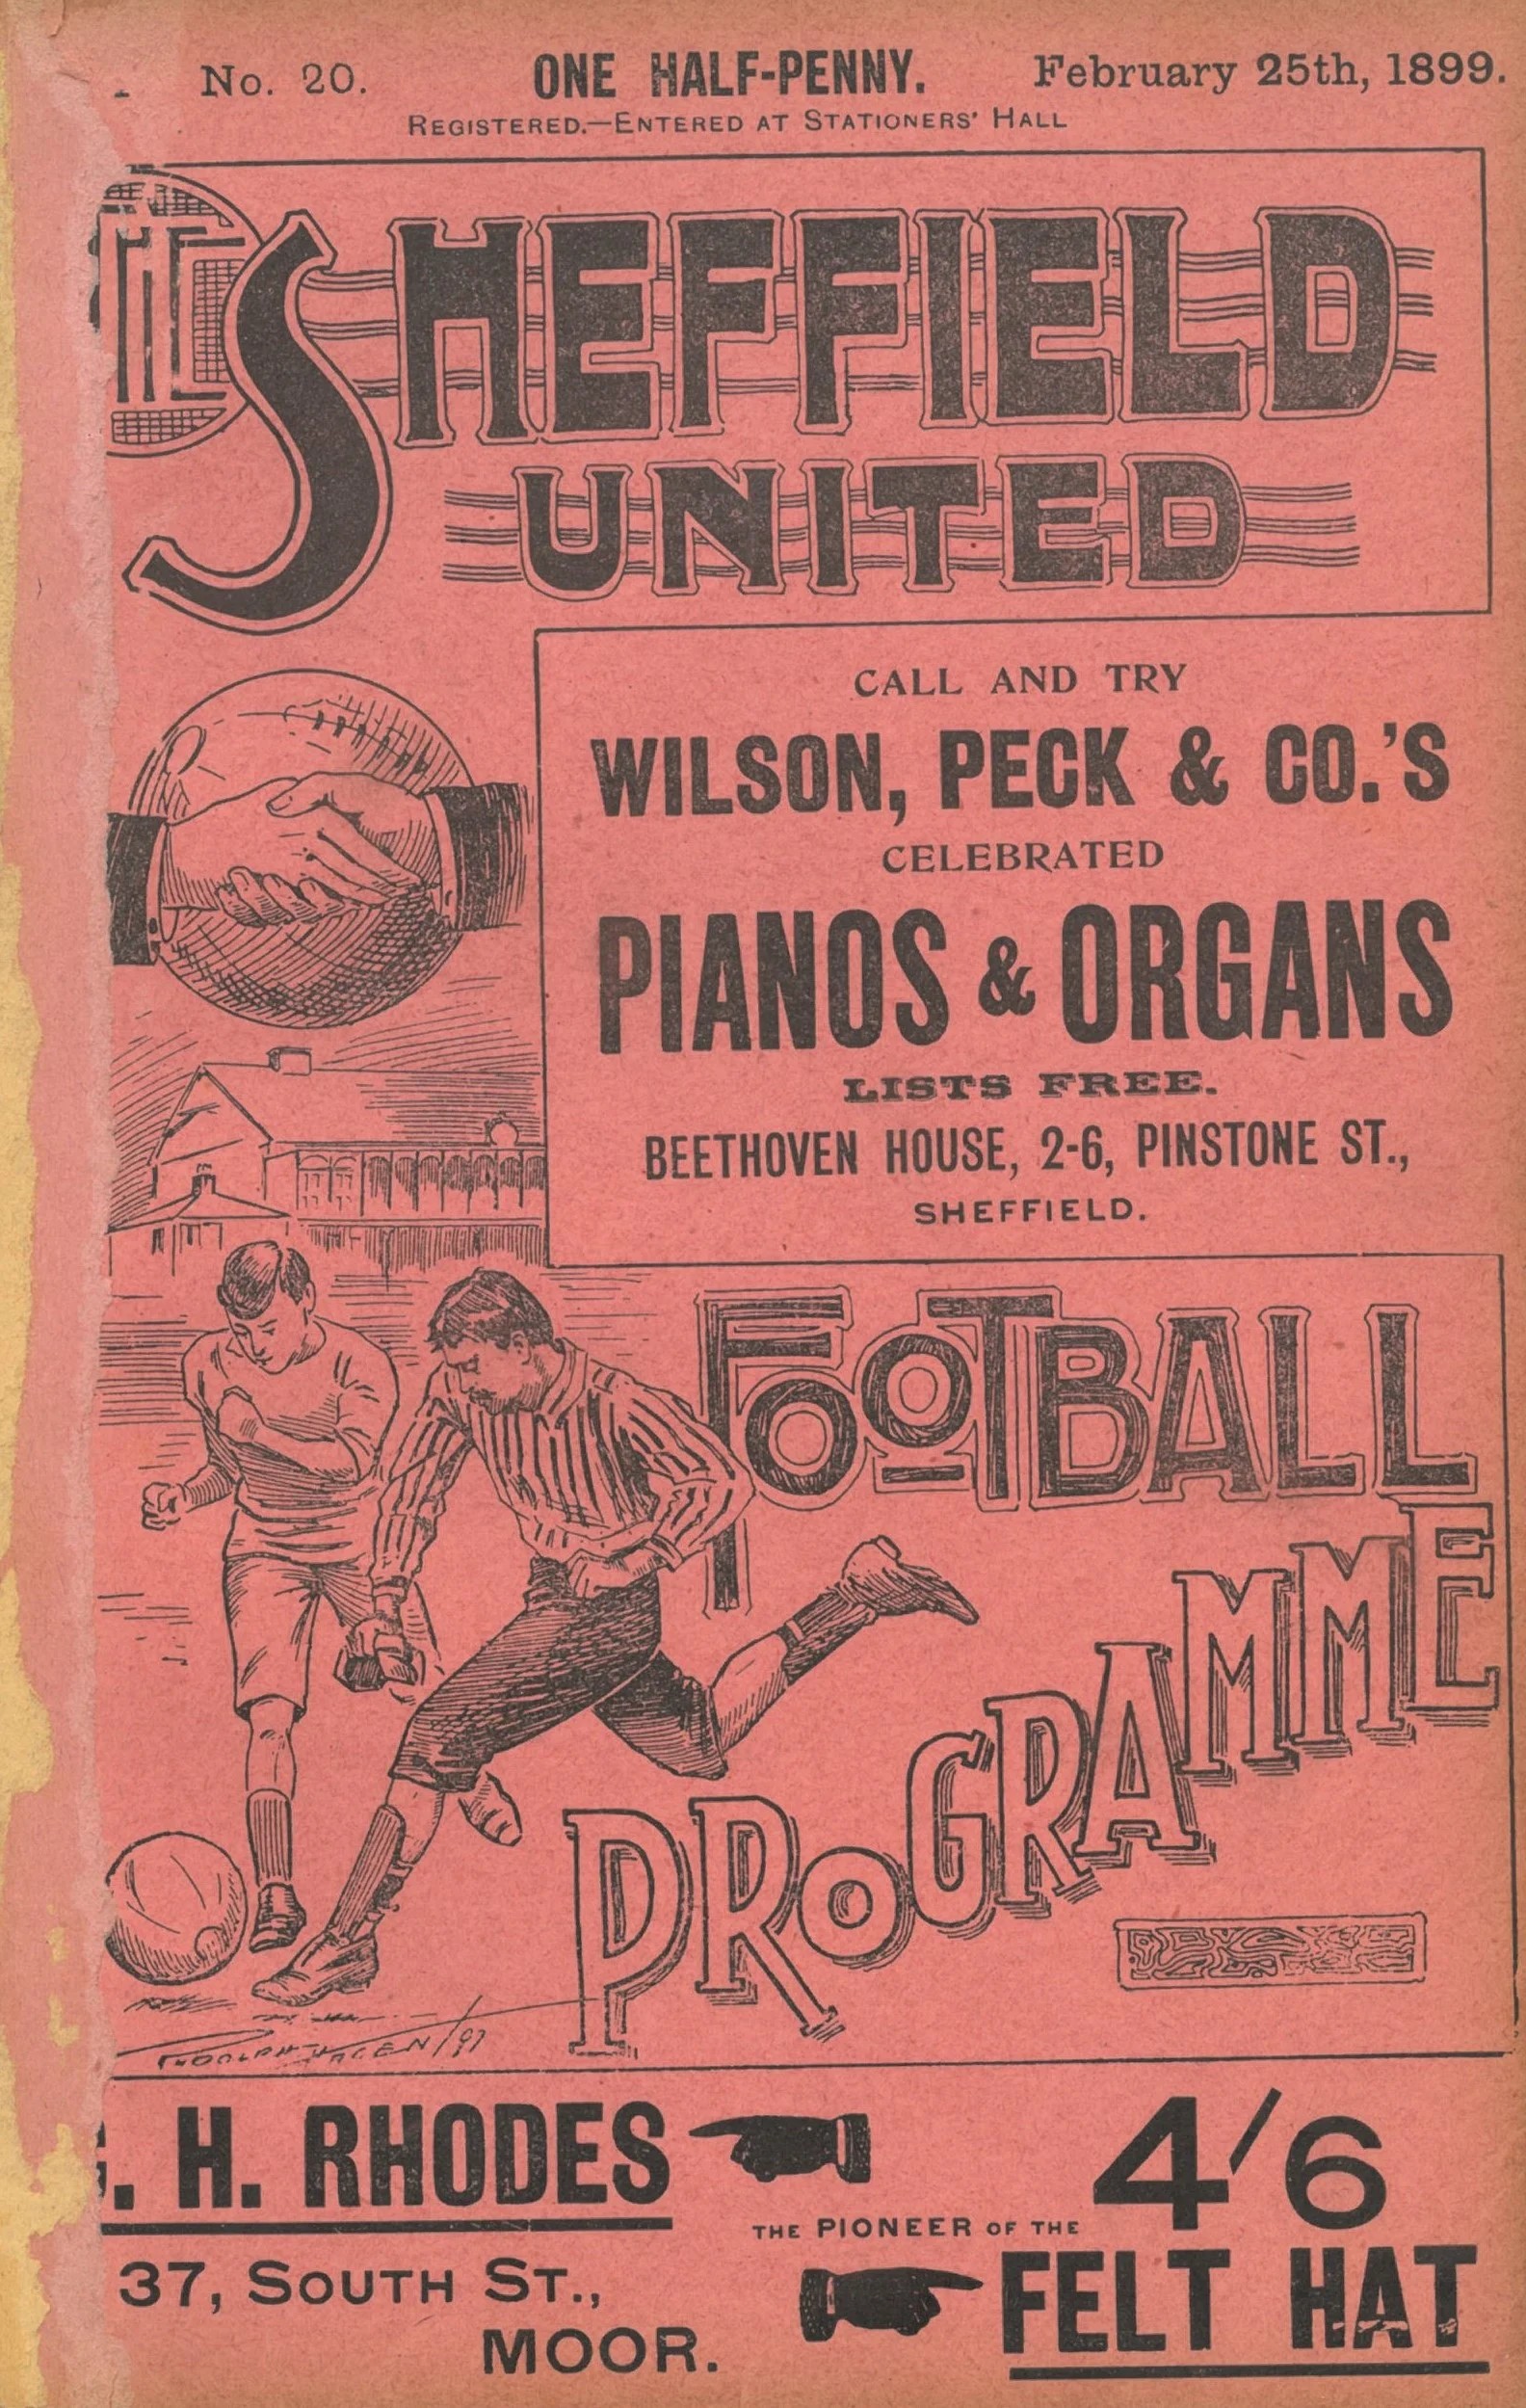 No. 20. ONE HALF-PENNY. February 25th, 1899.
REGISTERED.—ENTERED AT STATIONERS' HALL
SHEFFIELD
UNITED
CALL AND TRY
WILSON, PECK & CO.'S
CELEBRATED
PIANOS & ORGANS
LISTS FREE.
BEETHOVEN HOUSE, 2-6, PINSTONE ST.,
SHEFFIELD.
FOOTBALL
PROGRAMME
H. RHODES 4/6
THE PIONEER OF THE
37, SOUTH ST., FELT HAT
MOOR.